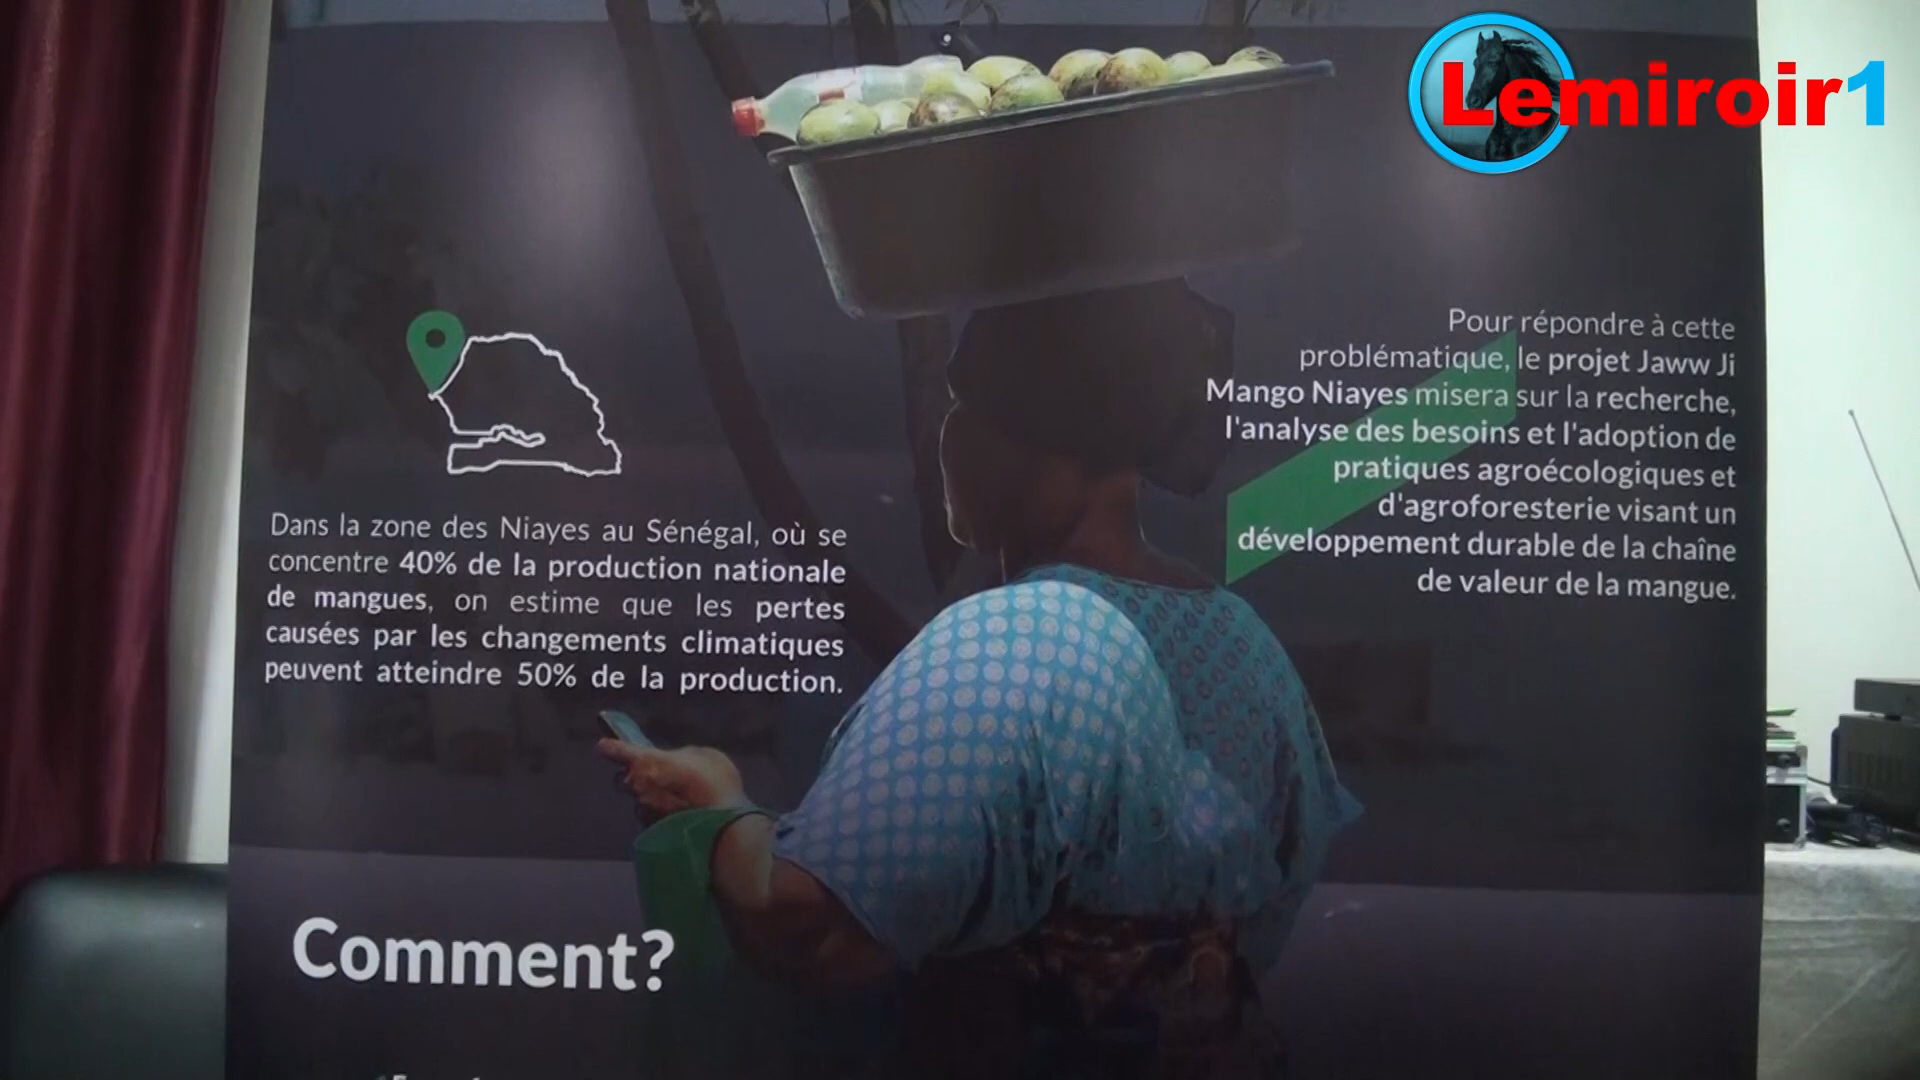 Lemiroir1
Dans la zone des Niayes au Sénégal, où se
concentre 40% de la production nationale
de mangues, on estime que les pertes
causées par les changements climatiques
peuvent atteindre 50% de la production.
Pour répondre à cette
problématique, le projet Jaww Ji
Mango Niayes misera sur la recherche,
l'analyse des besoins et l'adoption de
pratiques agroécologiques et
d'agroforesterie visant un
développement durable de la chaîne
de valeur de la mangue.
Comment?